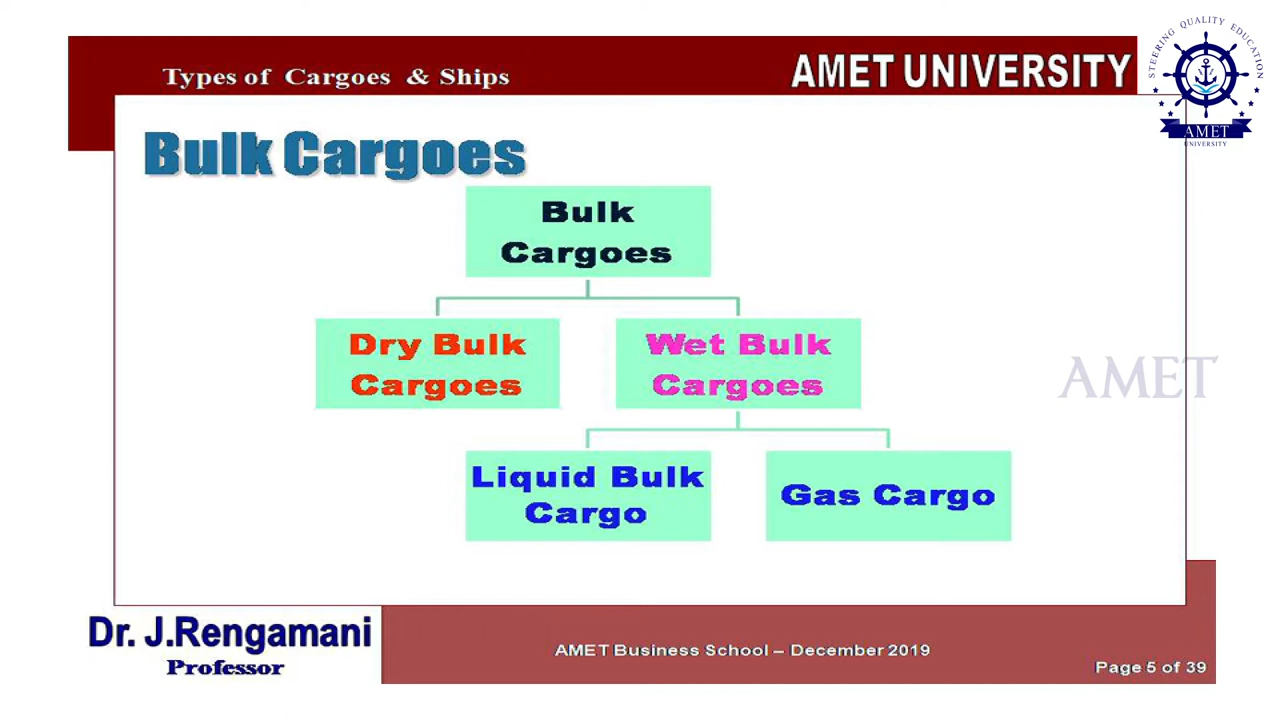 Types of Cargoes & Ships
AMET UNIVERSITY
STEERING QUALITY EDUCATION
AMET
UNIVERSITY
Bulk Cargoes
Bulk
Cargoes
Dry Bulk
Cargoes
Wet Bulk
Cargoes
AMET
Liquid Bulk
Cargo
Gas Cargo
Dr. J.Rengamani
Professor
AMET Business School – December 2019
Page 5 of 39